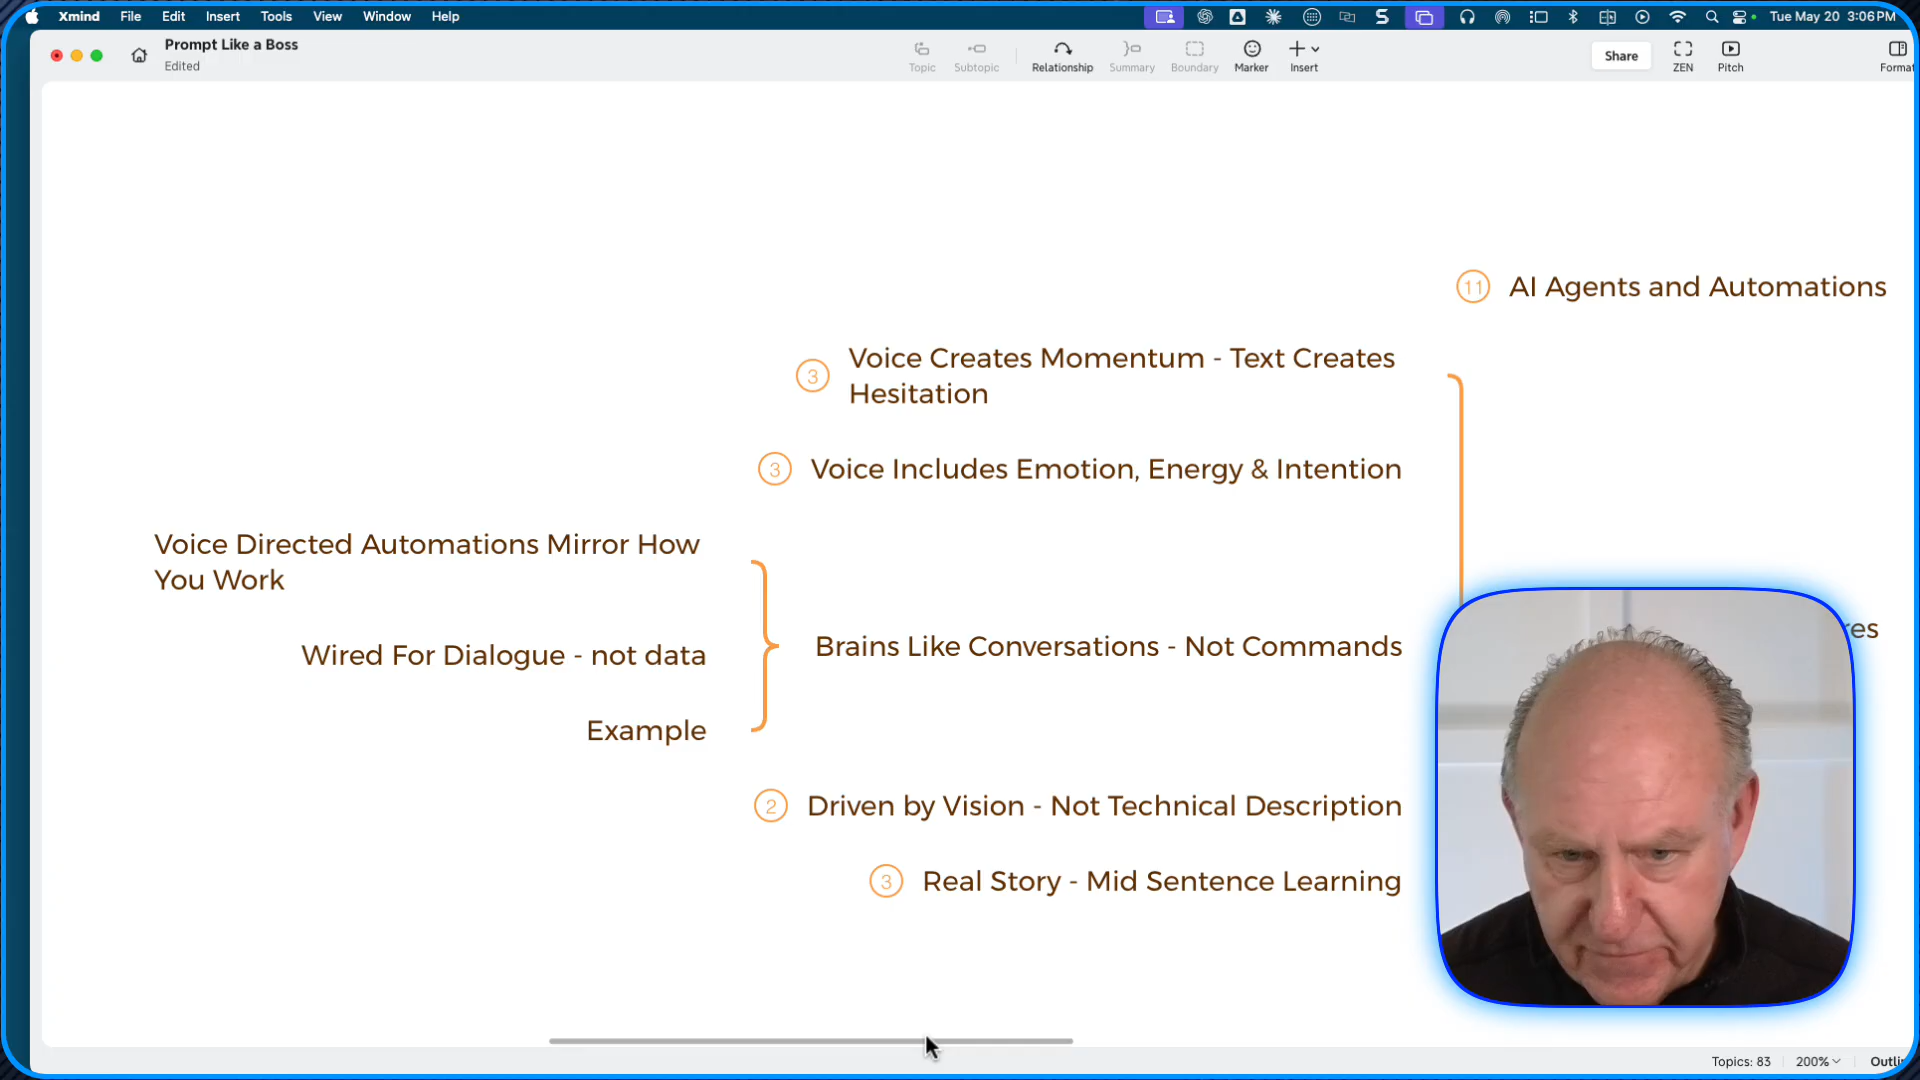 Xmind File Edit Insert Tools View Window Help
Tue May 20 3:06 PM
Prompt Like a Boss
Edited
Topic Subtopic Relationship Summary Boundary Marker Insert
Share ZEN Pitch
11 AI Agents and Automations
3 Voice Creates Momentum - Text Creates
Hesitation
3 Voice Includes Emotion, Energy & Intention
Voice Directed Automations Mirror How
You Work
Wired For Dialogue - not data
Brains Like Conversations - Not Commands
Example
2 Driven by Vision - Not Technical Description
3 Real Story - Mid Sentence Learning
Topics: 83 200%